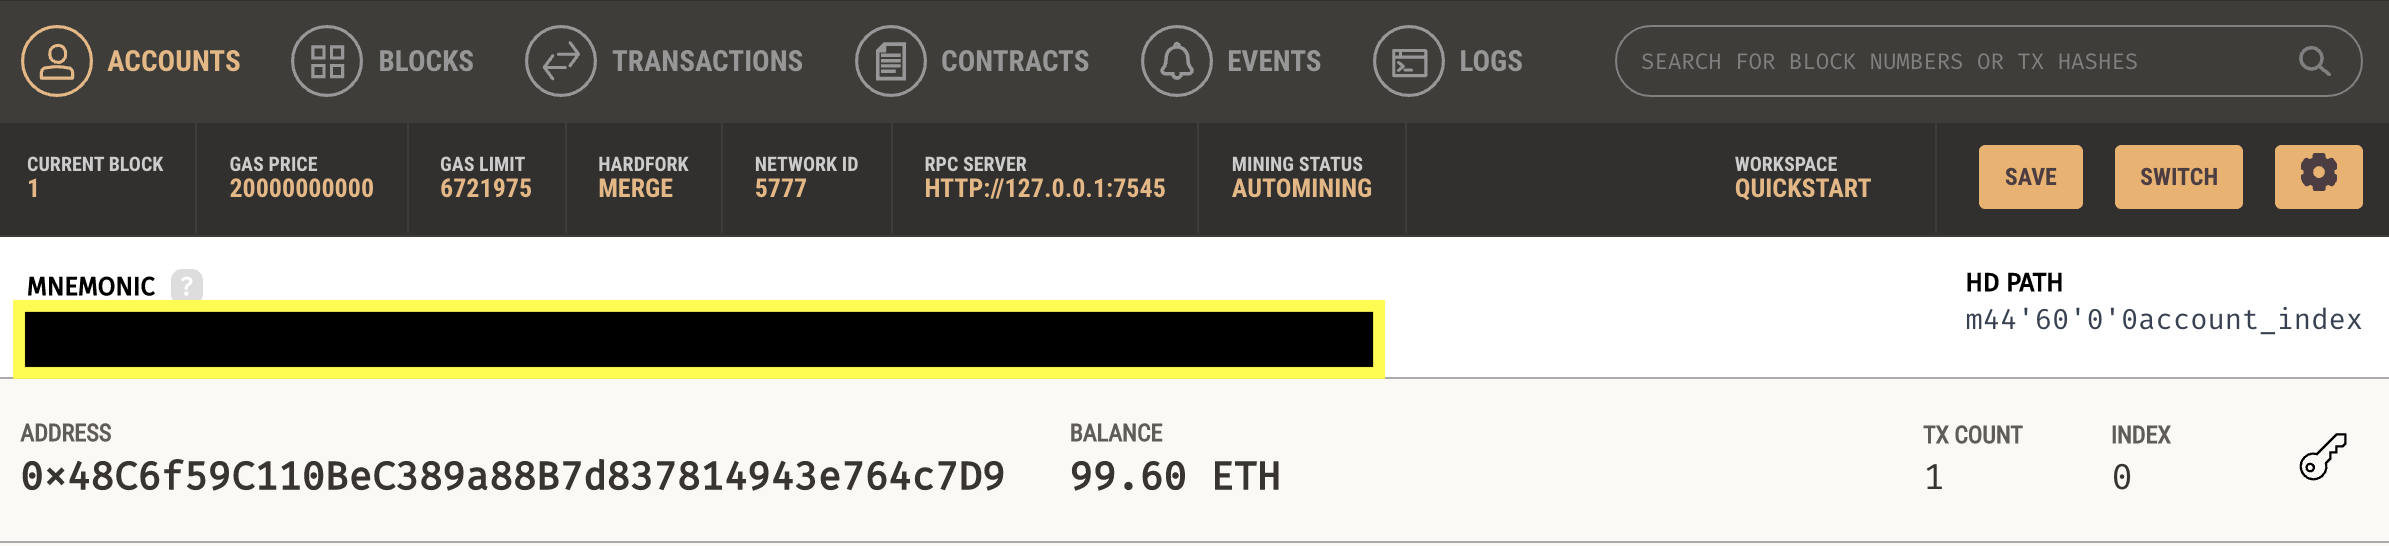 ACCOUNTS BLOCKS TRANSACTIONS CONTRACTS EVENTS LOGS SEARCH FOR BLOCK NUMBERS OR TX HASHES
CURRENT BLOCK GAS PRICE GAS LIMIT HARDFORK NETWORK ID RPC SERVER MINING STATUS WORKSPACE
1 20000000000 6721975 MERGE 5777 HTTP://127.0.0.1:7545 AUTOMINING QUICKSTART SAVE SWITCH
MNEMONIC ? HD PATH
m44'60'0'0account_index
ADDRESS BALANCE TX COUNT INDEX
0×48C6f59C110BeC389a88B7d837814943e764c7D9 99.60 ETH 1 0